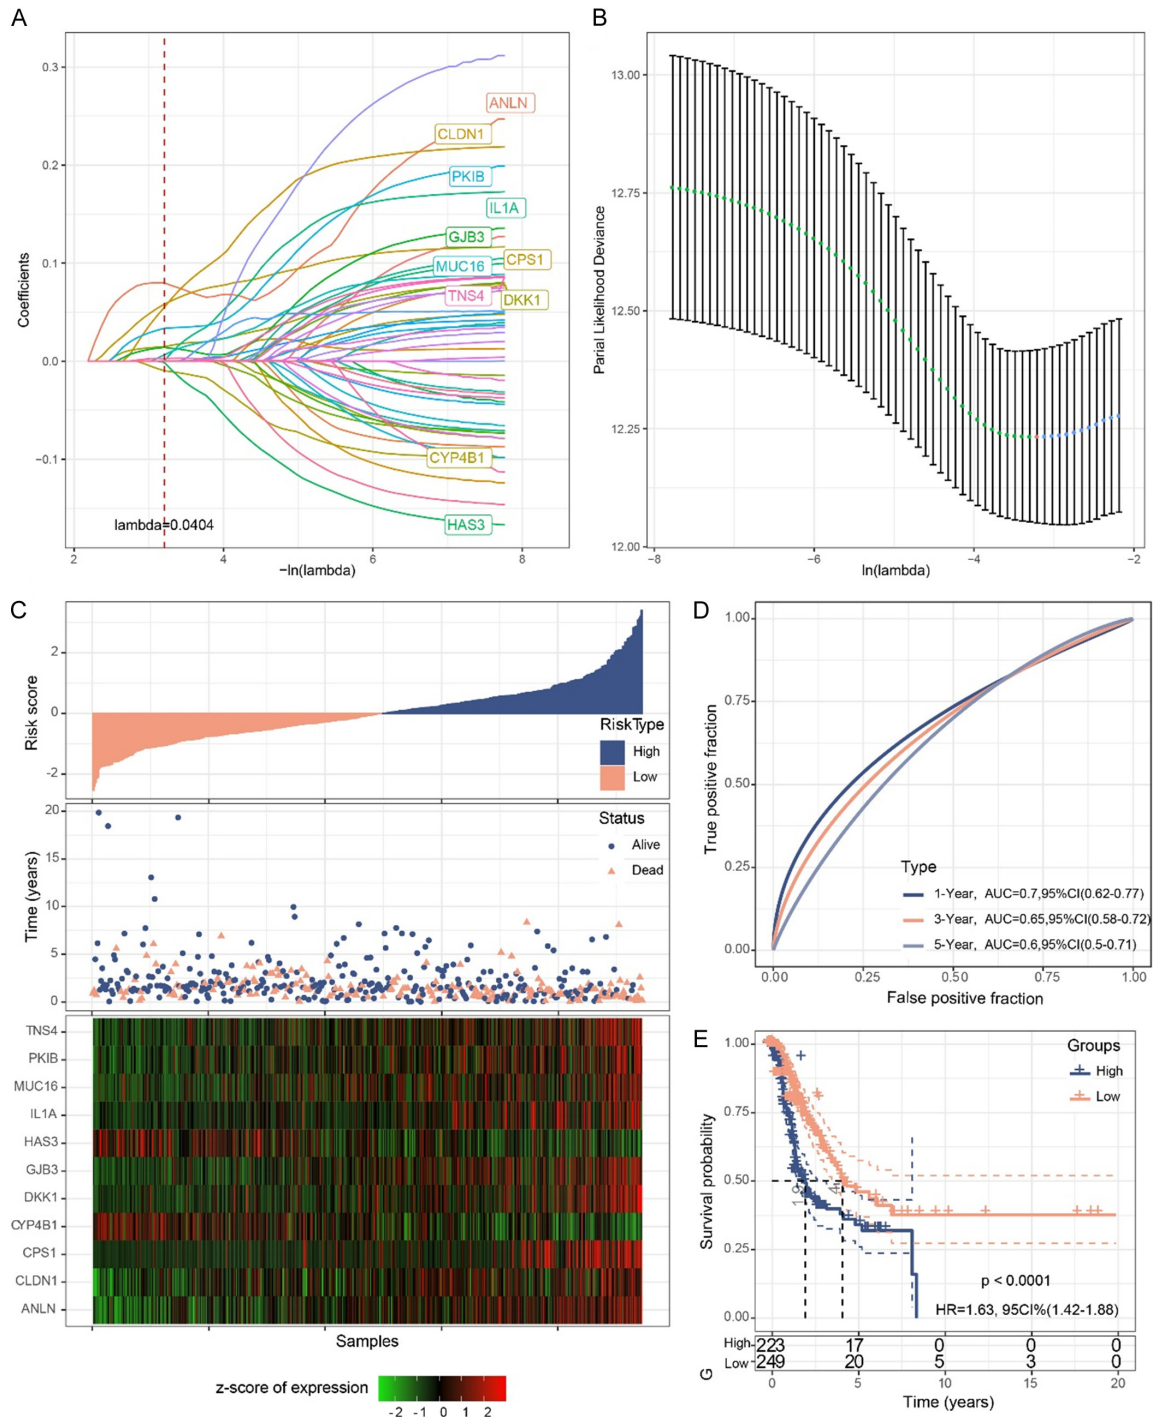 A
0.3
0.2
0.1
0.0
−0.1
Coefficients
ANLN
CLDN1
PKIB
IL1A
GJB3
CPS1
MUC16
TNS4
DKK1
CYP4B1
HAS3
lambda=0.0404
2
4
6
8
−ln(lambda)
B
13.00
12.75
12.50
12.25
12.00
Parial Likelihood Deviance
−8
−6
−4
−2
ln(lambda)
C
2
0
−2
Risk score
RiskType
High
Low
20
15
10
5
0
Time (years)
Status
Alive
Dead
TNS4
PKIB
MUC16
IL1A
HAS3
GJB3
DKK1
CYP4B1
CPS1
CLDN1
ANLN
Samples
z-score of expression
-2 -1 0 1 2
D
1.00
0.75
0.50
0.25
0.00
True positive fraction
Type
1-Year, AUC=0.7,95%CI(0.62-0.77)
3-Year, AUC=0.65,95%CI(0.58-0.72)
5-Year, AUC=0.6,95%CI(0.5-0.71)
0.00
0.25
0.50
0.75
1.00
False positive fraction
E
1.00
0.75
0.50
0.25
0.00
Survival probability
Groups
High
Low
1.9
4
p < 0.0001
HR=1.63, 95CI%(1.42-1.88)
High 223 17 0 0 0
Low 249 20 5 3 0
G
0 5 10 15 20
Time (years)